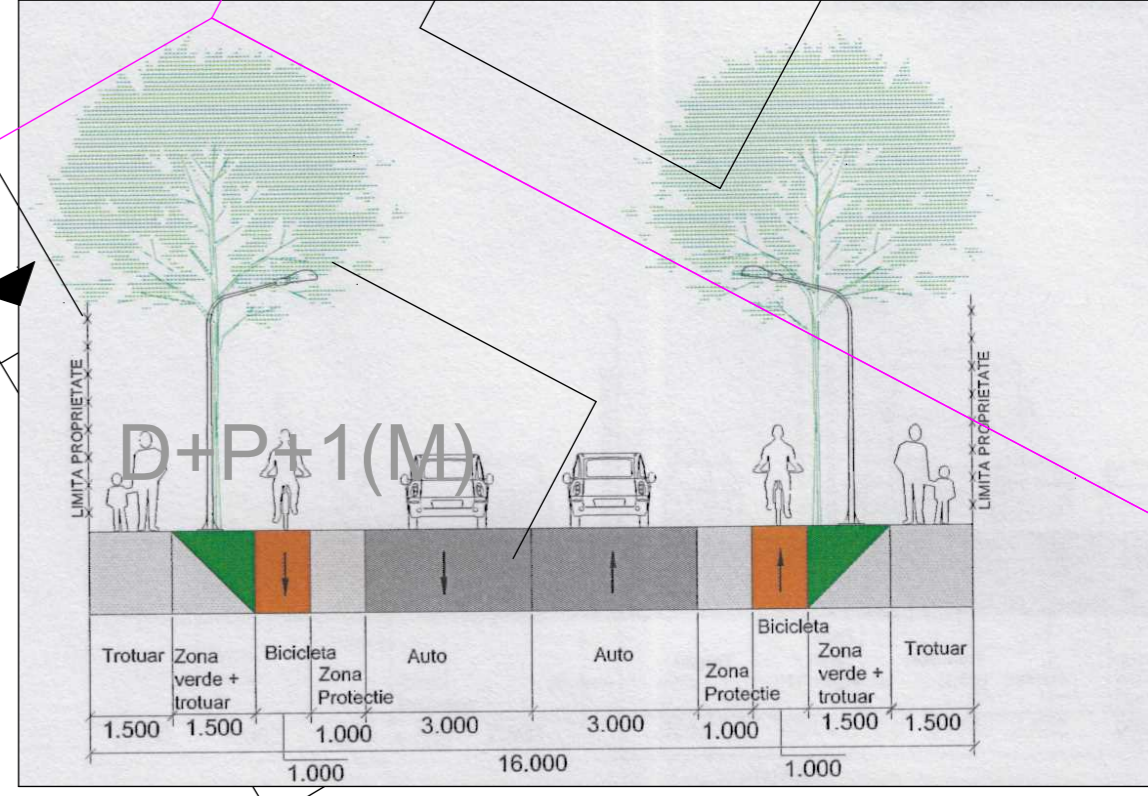 LIMITA PROPRIETATE
LIMITA PROPRIETATE
D+P+1(M)
Trotuar
Zona
verde +
trotuar
Bicicleta
Zona
Protectie
Auto
Auto
Zona
Protectie
Bicicleta
Zona
verde +
trotuar
Trotuar
1.500
1.500
1.000
3.000
3.000
1.000
1.500
1.500
1.000
16.000
1.000